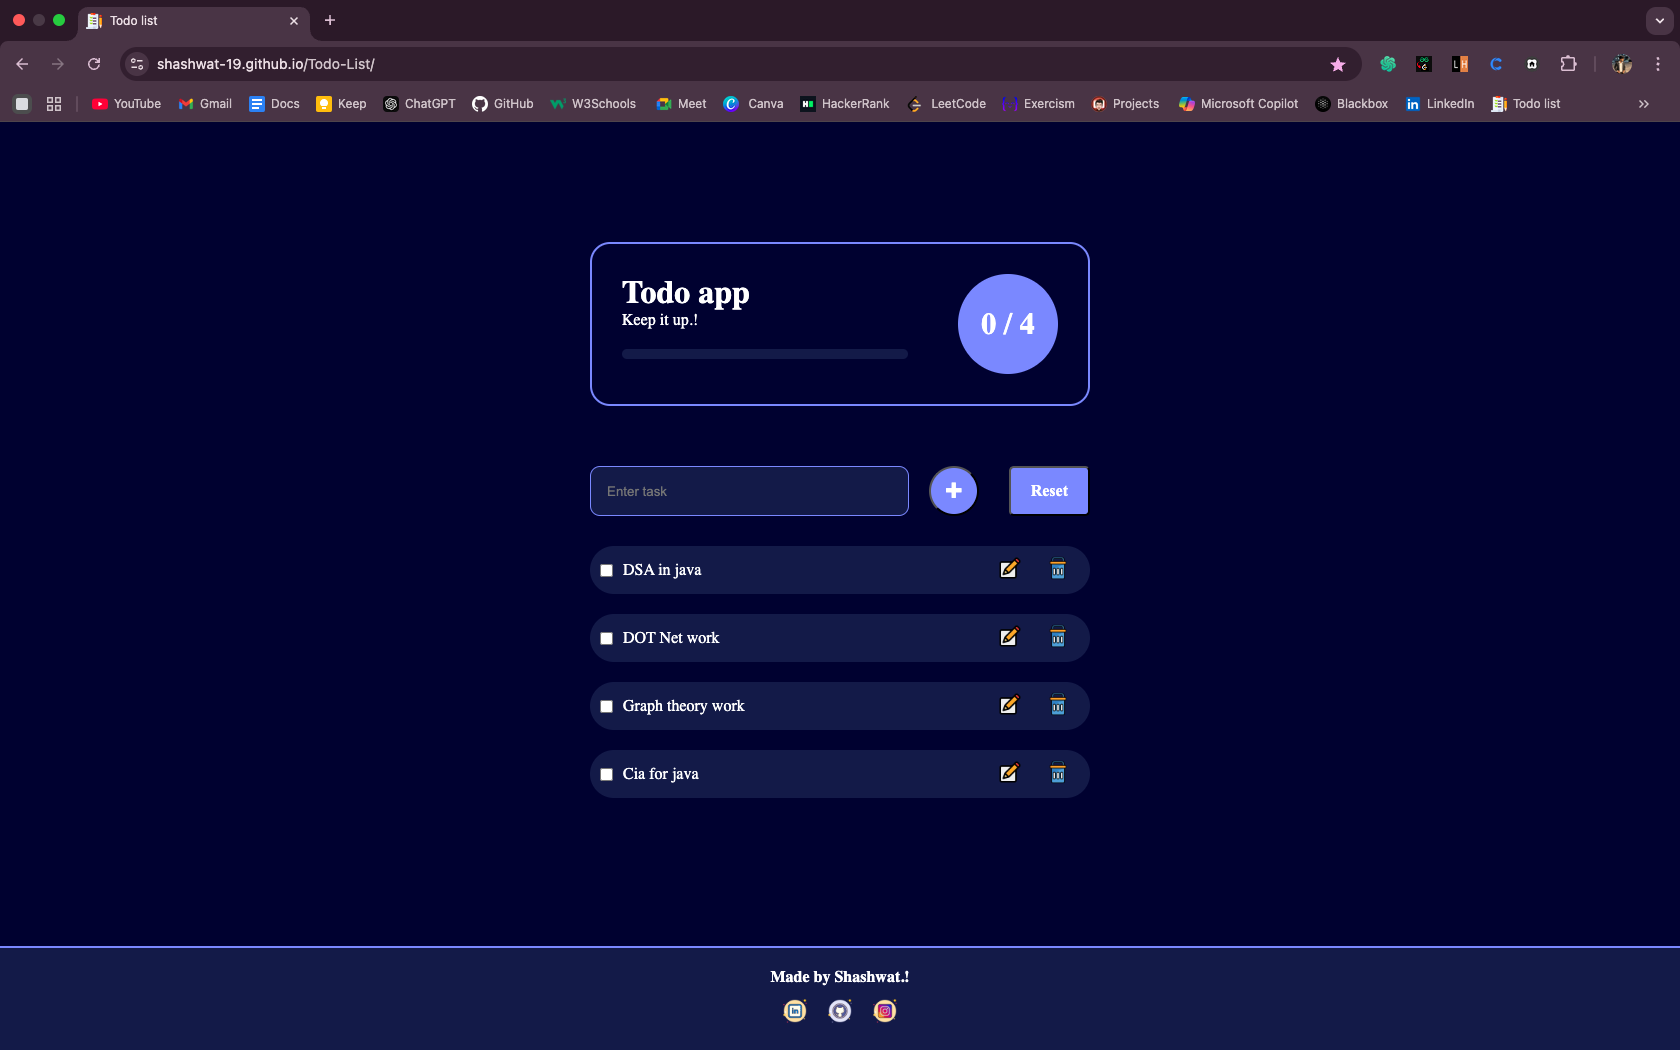 Todo list
shashwat-19.github.io/Todo-List/
YouTube Gmail Docs Keep ChatGPT GitHub W3Schools Meet Canva HackerRank LeetCode Exercism Projects Microsoft Copilot Blackbox LinkedIn Todo list
Todo app
Keep it up.!
0 / 4
Enter task
Reset
DSA in java
DOT Net work
Graph theory work
Cia for java
Made by Shashwat.!